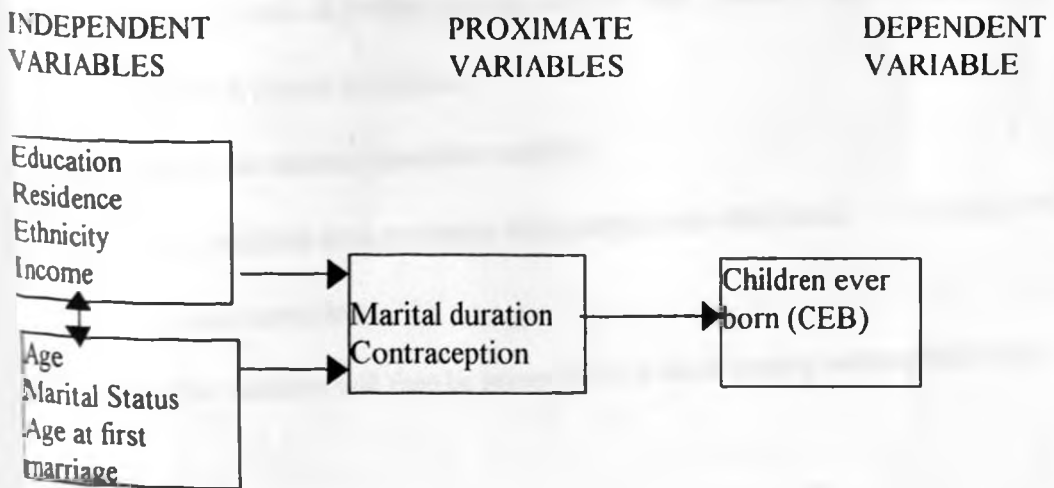 INDEPENDENT
VARIABLES
PROXIMATE
VARIABLES
DEPENDENT
VARIABLE
Education
Residence
Ethnicity
Income
Age
Marital Status
Age at first
marriage
Marital duration
Contraception
Children ever
born (CEB)